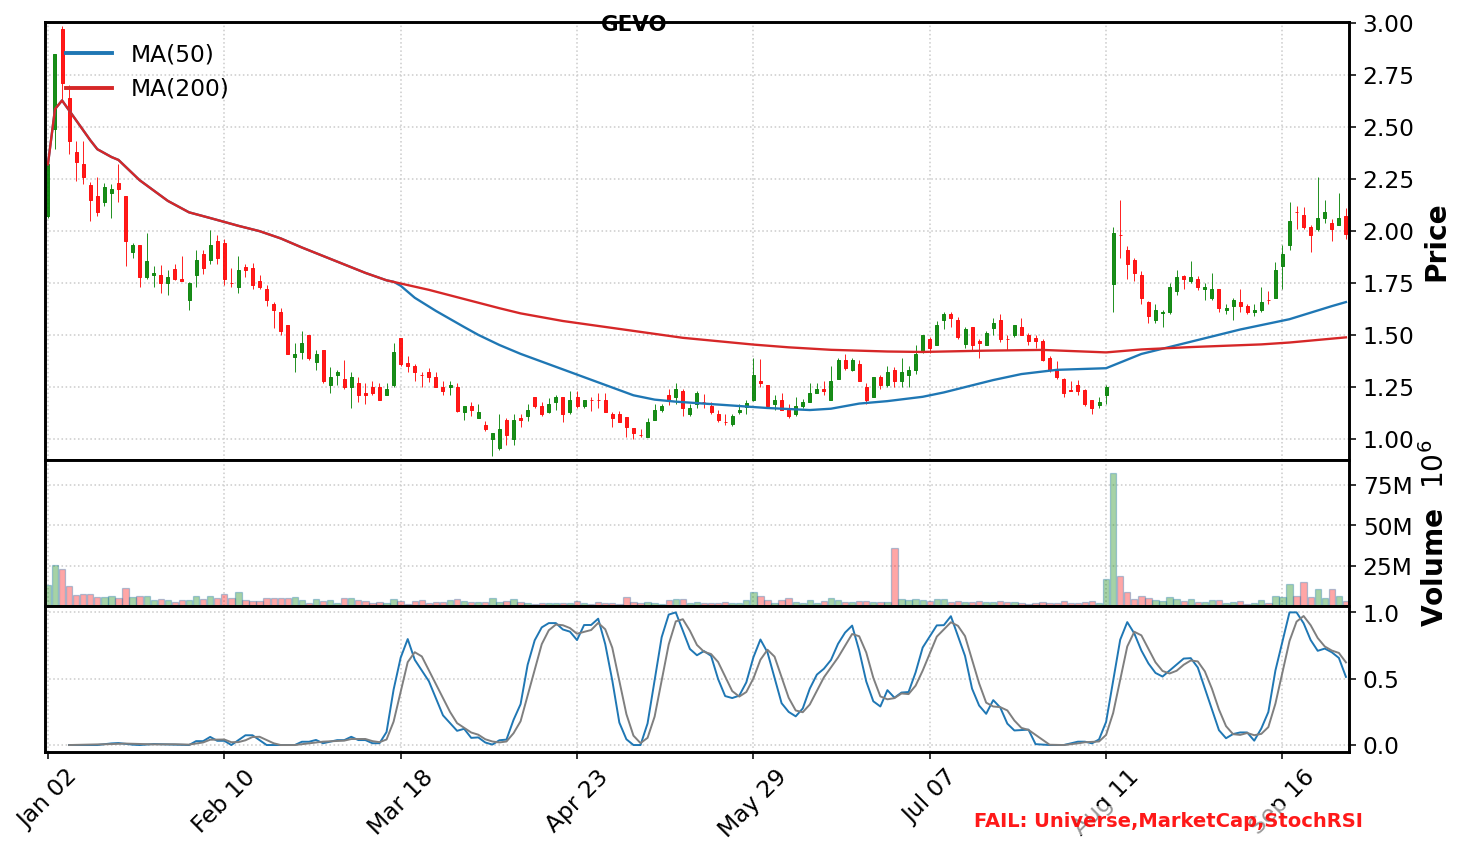 GEVO
MA(50)
MA(200)
3.00
2.75
2.50
2.25
2.00
1.75
1.50
1.25
1.00
Price
75M
50M
25M
Volume 10^6
1.0
0.5
0.0
Jan 02
Feb 10
Mar 18
Apr 23
May 29
Jul 07
Aug 11
Sep 16
FAIL: Universe,MarketCap,StochRSI